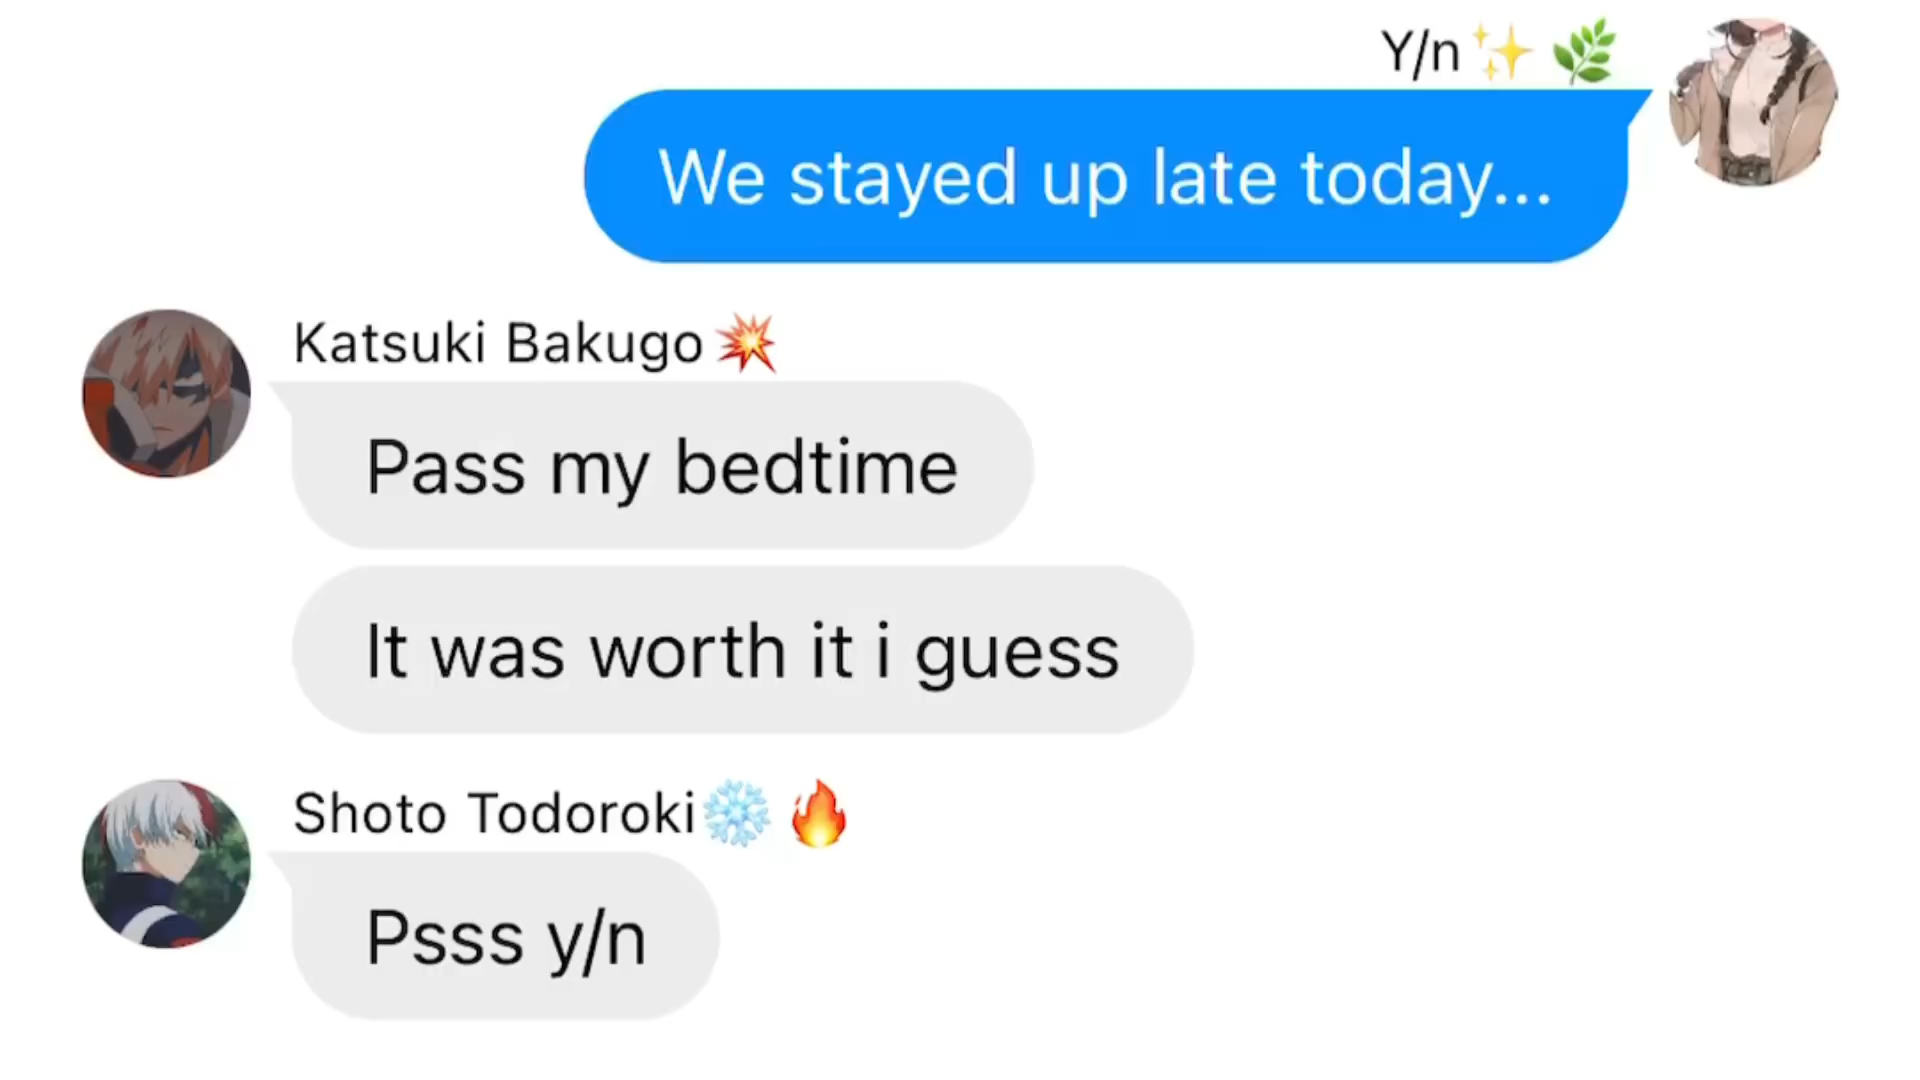 Y/n✨🌿
We stayed up late today...
Katsuki Bakugo💥
Pass my bedtime
It was worth it i guess
Shoto Todoroki❄️🔥
Psss y/n